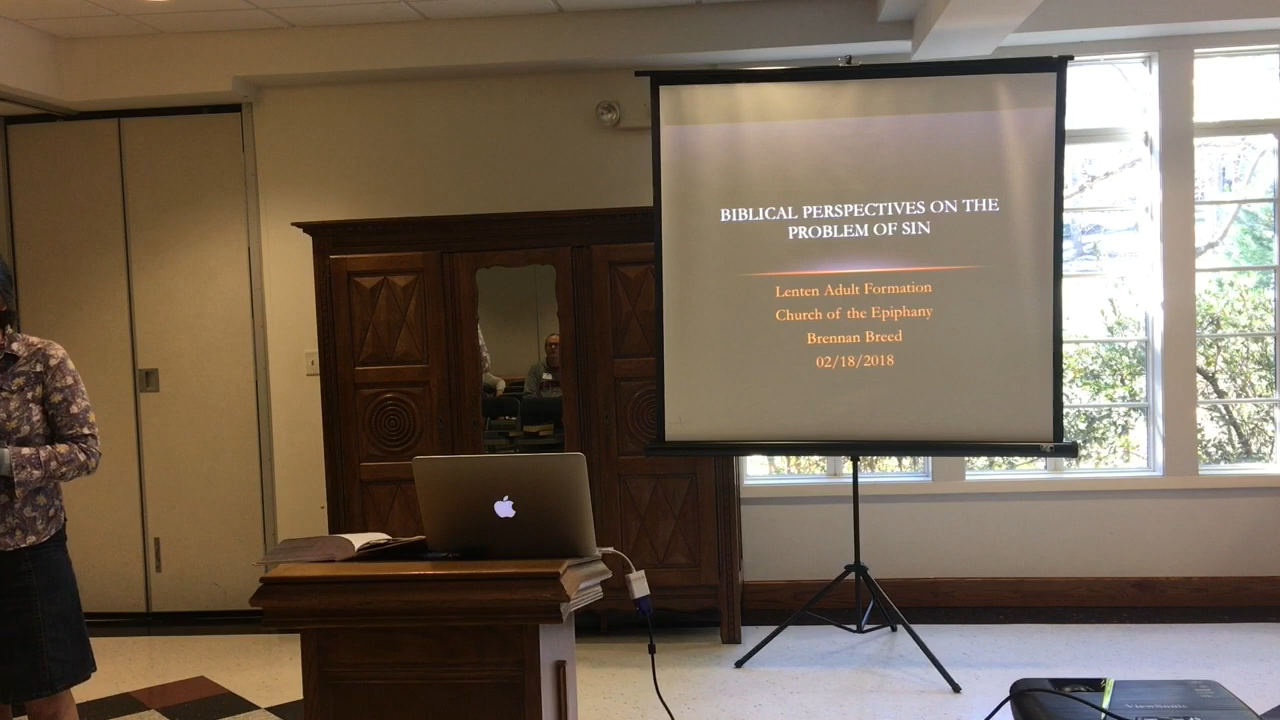 BIBLICAL PERSPECTIVES ON THE
PROBLEM OF SIN
Lenten Adult Formation
Church of the Epiphany
Brennan Breed
02/18/2018
ViewSonic